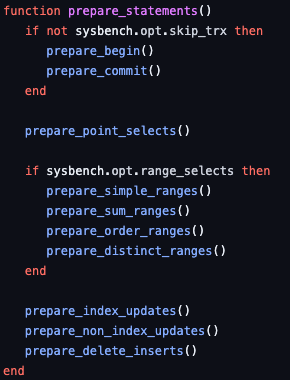 function prepare_statements()
   if not sysbench.opt.skip_trx then
      prepare_begin()
      prepare_commit()
   end

   prepare_point_selects()

   if sysbench.opt.range_selects then
      prepare_simple_ranges()
      prepare_sum_ranges()
      prepare_order_ranges()
      prepare_distinct_ranges()
   end

   prepare_index_updates()
   prepare_non_index_updates()
   prepare_delete_inserts()
end